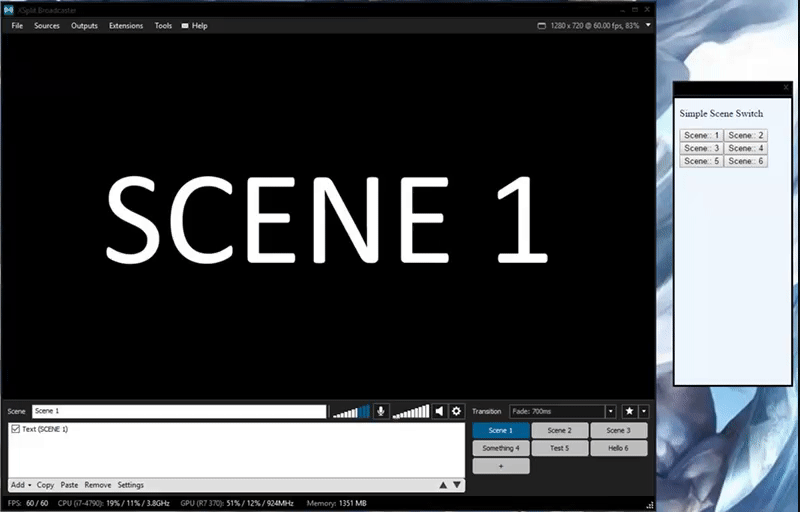 XSplit Broadcaster
File Sources Outputs Extensions Tools Help
1280 x 720 @ 60.00 fps, 83%
SCENE 1
Simple Scene Switch
Scene:: 1 Scene:: 2
Scene:: 3 Scene:: 4
Scene:: 5 Scene:: 6
Scene Scene 1
Transition Fade: 700ms
Text (SCENE 1)
Scene 1 Scene 2 Scene 3
Something 4 Test 5 Hello 6
+
Add Copy Paste Remove Settings
FPS: 60 / 60 CPU (i7-4790): 19% / 11% / 3.8GHz GPU (R7 370): 51% / 12% / 924MHz Memory: 1351 MB